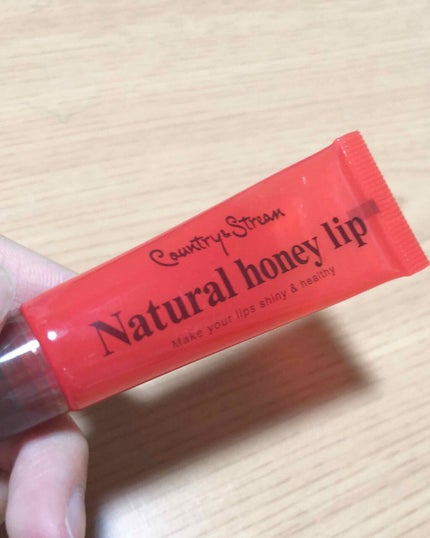 Country & Stream
Natural honey lip
Make your lips shiny & healthy